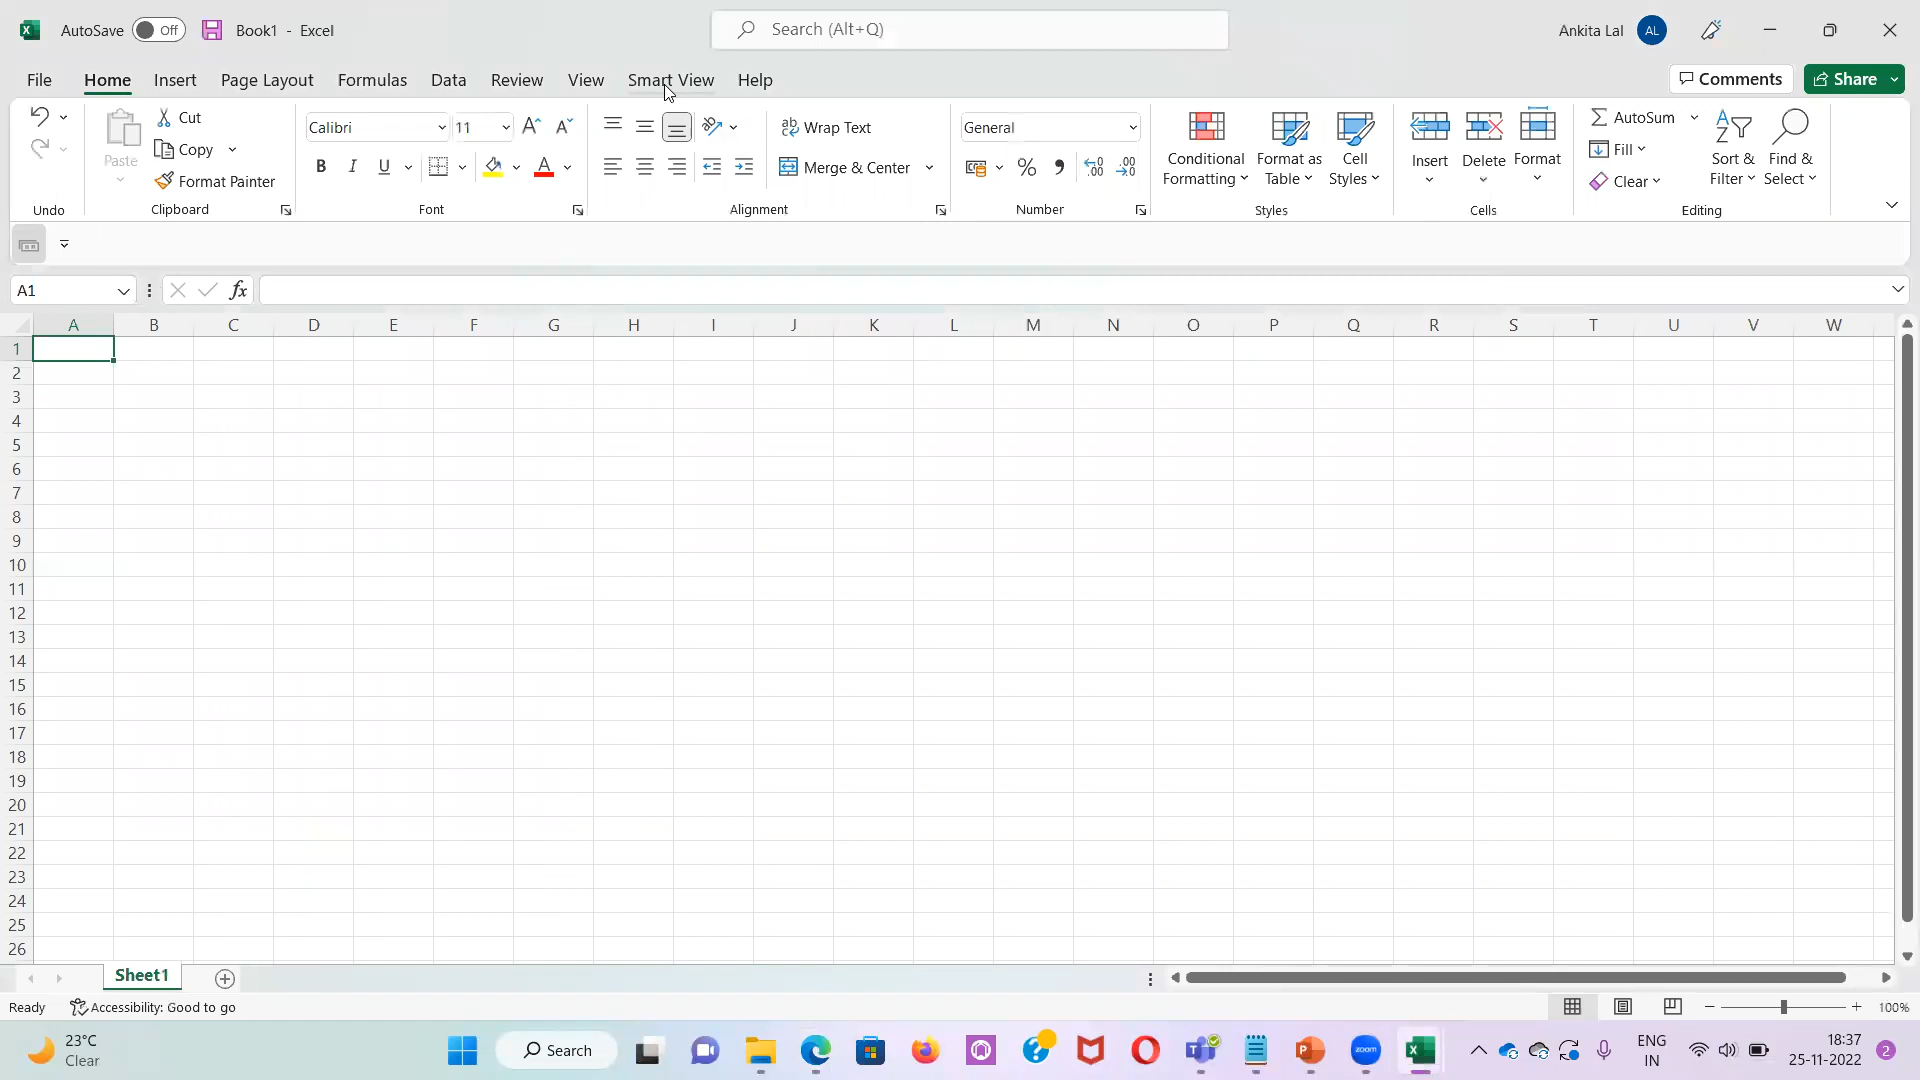 AutoSave Off Book1 - Excel Search (Alt+Q) Ankita Lal AL
File Home Insert Page Layout Formulas Data Review View Smart View Help Comments Share
Cut
Copy
Format Painter
Paste
Undo
Clipboard
Calibri 11
B I U A
Font
ab Wrap Text
Merge & Center
Alignment
General
% .00
Number
Conditional Formatting
Format as Table
Cell Styles
Styles
Insert Delete Format
Cells
AutoSum
Fill
Clear
Sort & Filter
Find & Select
Editing
A1 fx
A B C D E F G H I J K L M N O P Q R S T U V W
1
2
3
4
5
6
7
8
9
10
11
12
13
14
15
16
17
18
19
20
21
22
23
24
25
26
Sheet1
Ready Accessibility: Good to go 100%
23°C
Clear
Search
zoom
ENG
IN
18:37
25-11-2022
2